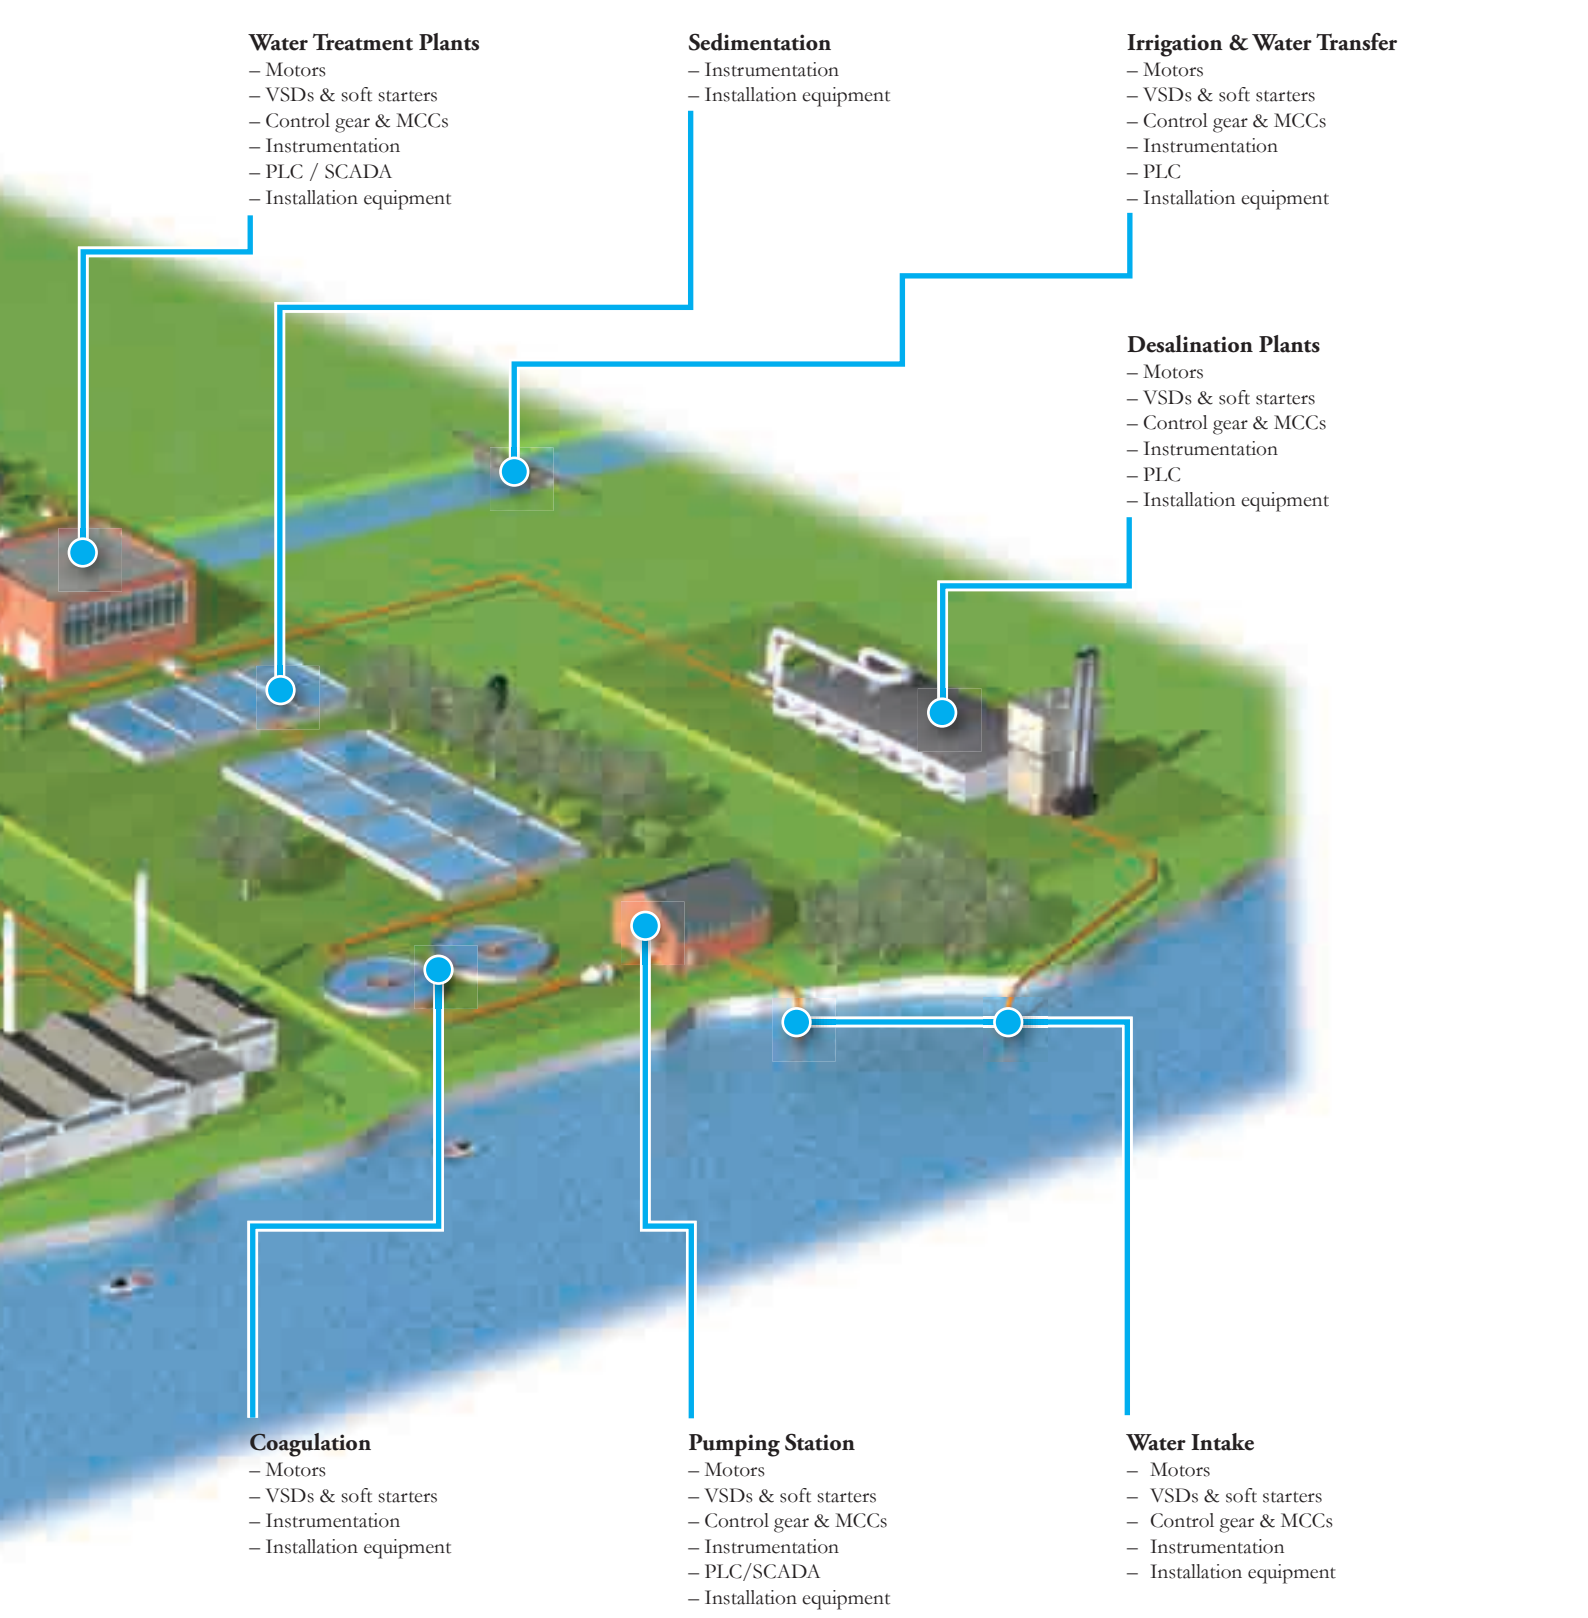 Water Treatment Plants
– Motors
– VSDs & soft starters
– Control gear & MCCs
– Instrumentation
– PLC / SCADA
– Installation equipment
Sedimentation
– Instrumentation
– Installation equipment
Irrigation & Water Transfer
– Motors
– VSDs & soft starters
– Control gear & MCCs
– Instrumentation
– PLC
– Installation equipment
Desalination Plants
– Motors
– VSDs & soft starters
– Control gear & MCCs
– Instrumentation
– PLC
– Installation equipment
Coagulation
– Motors
– VSDs & soft starters
– Instrumentation
– Installation equipment
Pumping Station
– Motors
– VSDs & soft starters
– Control gear & MCCs
– Instrumentation
– PLC/SCADA
– Installation equipment
Water Intake
– Motors
– VSDs & soft starters
– Control gear & MCCs
– Instrumentation
– Installation equipment